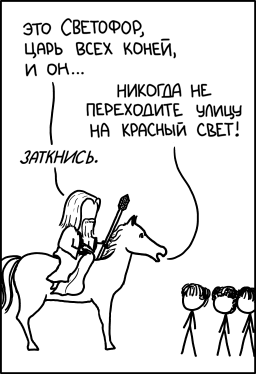 ЭТО СВЕТОФОР,
ЦАРЬ ВСЕХ КОНЕЙ,
И ОН...
НИКОГДА НЕ
ПЕРЕХОДИТЕ УЛИЦУ
НА КРАСНЫЙ СВЕТ!
ЗАТКНИСЬ.